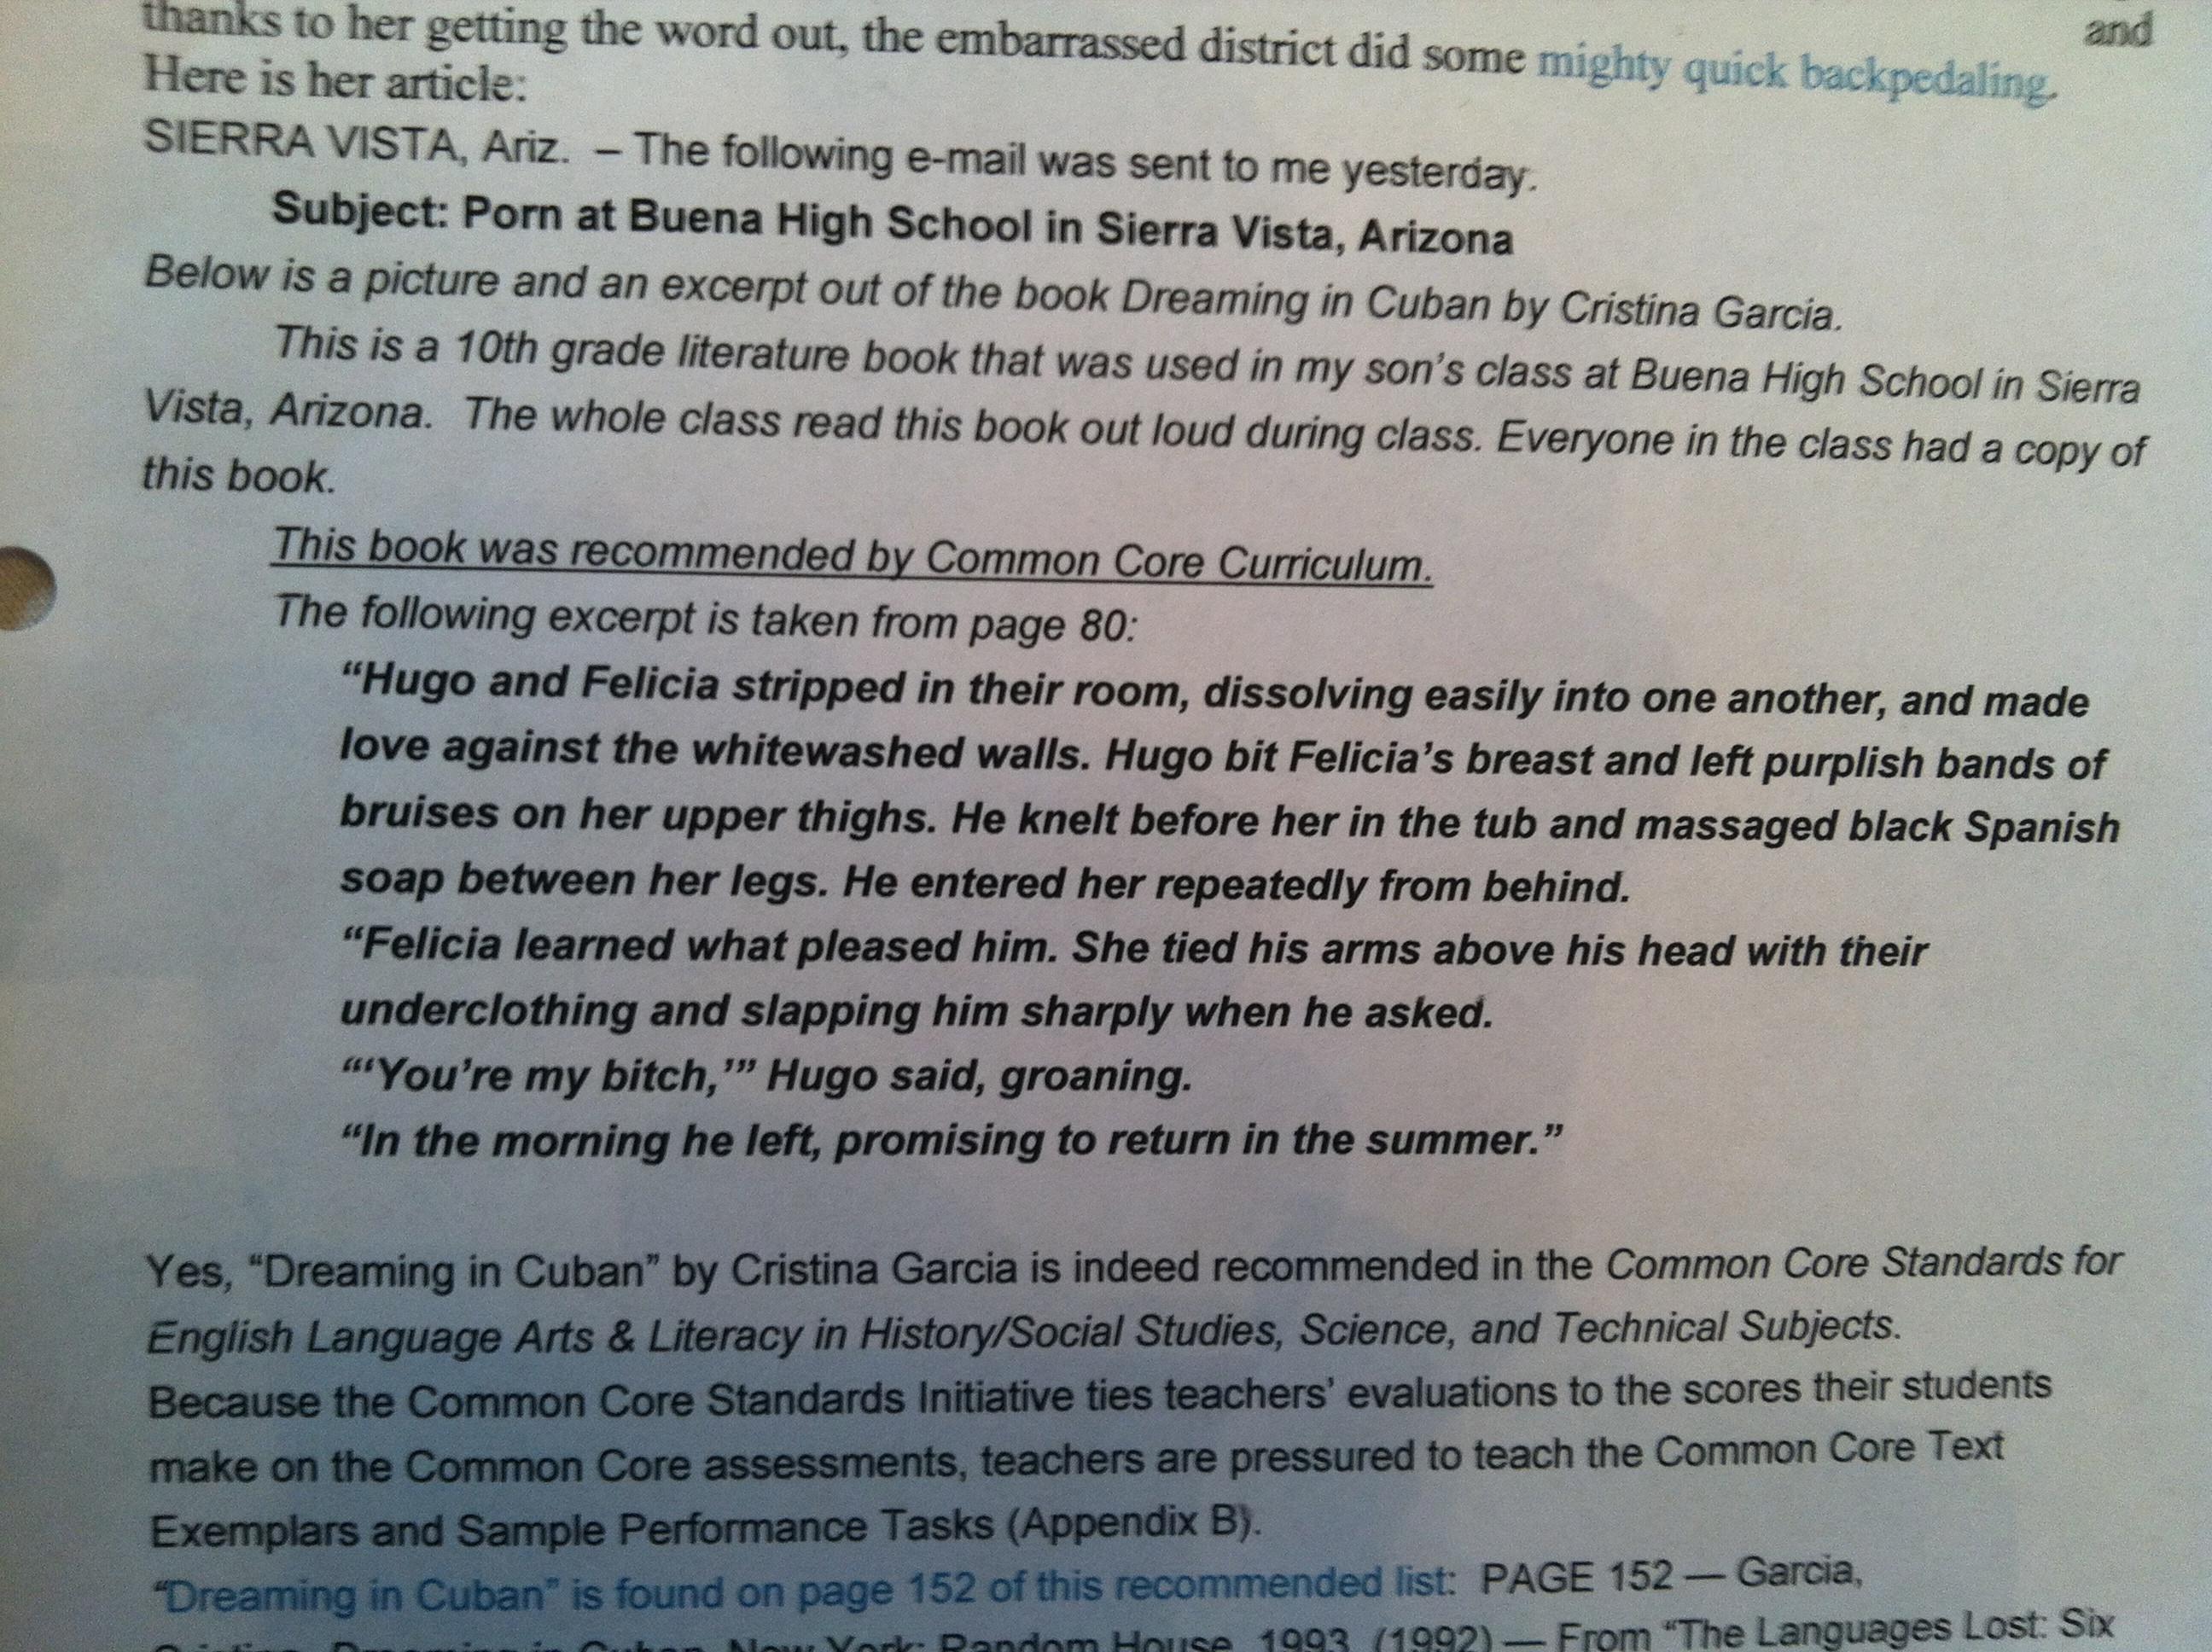 thanks to her getting the word out, the embarrassed district did some mighty quick backpedaling. and
Here is her article:
SIERRA VISTA, Ariz. – The following e-mail was sent to me yesterday.
Subject: Porn at Buena High School in Sierra Vista, Arizona
Below is a picture and an excerpt out of the book Dreaming in Cuban by Cristina Garcia.
This is a 10th grade literature book that was used in my son's class at Buena High School in Sierra
Vista, Arizona. The whole class read this book out loud during class. Everyone in the class had a copy of
this book.
This book was recommended by Common Core Curriculum.
The following excerpt is taken from page 80:
“Hugo and Felicia stripped in their room, dissolving easily into one another, and made
love against the whitewashed walls. Hugo bit Felicia’s breast and left purplish bands of
bruises on her upper thighs. He knelt before her in the tub and massaged black Spanish
soap between her legs. He entered her repeatedly from behind.
“Felicia learned what pleased him. She tied his arms above his head with their
underclothing and slapping him sharply when he asked.
“‘You’re my bitch,’” Hugo said, groaning.
“In the morning he left, promising to return in the summer.”
Yes, “Dreaming in Cuban” by Cristina Garcia is indeed recommended in the Common Core Standards for
English Language Arts & Literacy in History/Social Studies, Science, and Technical Subjects.
Because the Common Core Standards Initiative ties teachers’ evaluations to the scores their students
make on the Common Core assessments, teachers are pressured to teach the Common Core Text
Exemplars and Sample Performance Tasks (Appendix B).
“Dreaming in Cuban” is found on page 152 of this recommended list: PAGE 152 — Garcia,
Cristina. Dreaming in Cuban. New York: Random House, 1993. (1992) — From “The Languages Lost: Six